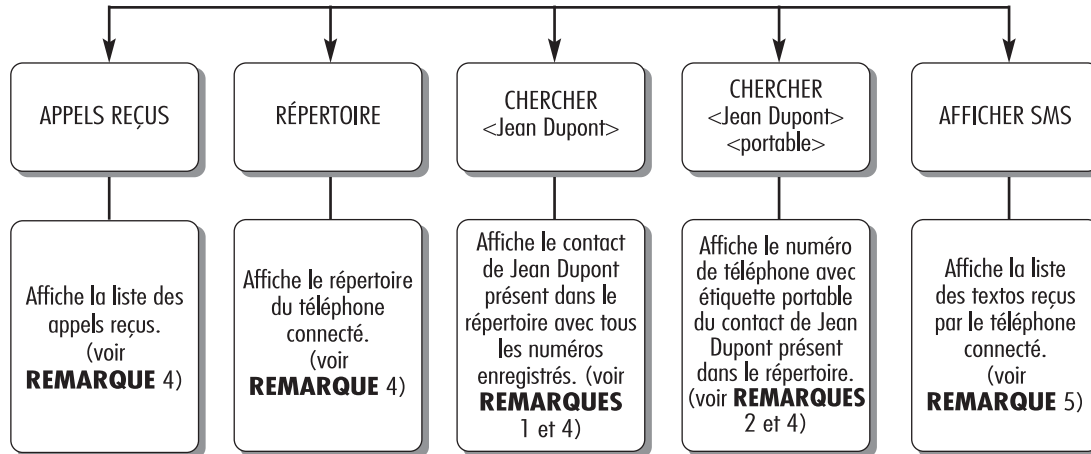 APPELS REÇUS
RÉPERTOIRE
CHERCHER
<Jean Dupont>
CHERCHER
<Jean Dupont>
<portable>
AFFICHER SMS
Affiche la liste des
appels reçus.
(voir
REMARQUE 4)
Affiche le répertoire
du téléphone
connecté.
(voir
REMARQUE 4)
Affiche le contact
de Jean Dupont
présent dans le
répertoire avec tous
les numéros
enregistrés. (voir
REMARQUES
1 et 4)
Affiche le numéro
de téléphone avec
étiquette portable
du contact de Jean
Dupont présent
dans le répertoire.
(voir REMARQUES
2 et 4)
Affiche la liste
des textos reçus
par le téléphone
connecté.
(voir
REMARQUE 5)